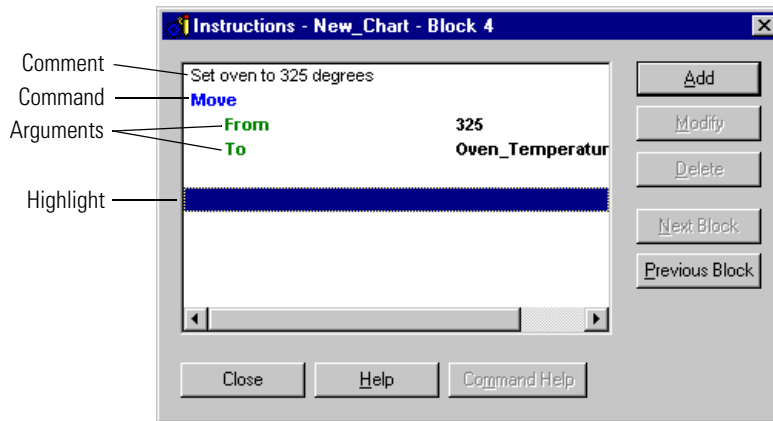 Instructions - New_Chart - Block 4
Comment
Set oven to 325 degrees
Add
Command
Move
Arguments
From 325
Modify
To Oven_Temperatur
Delete
Highlight
Next Block
Previous Block
Close
Help
Command Help